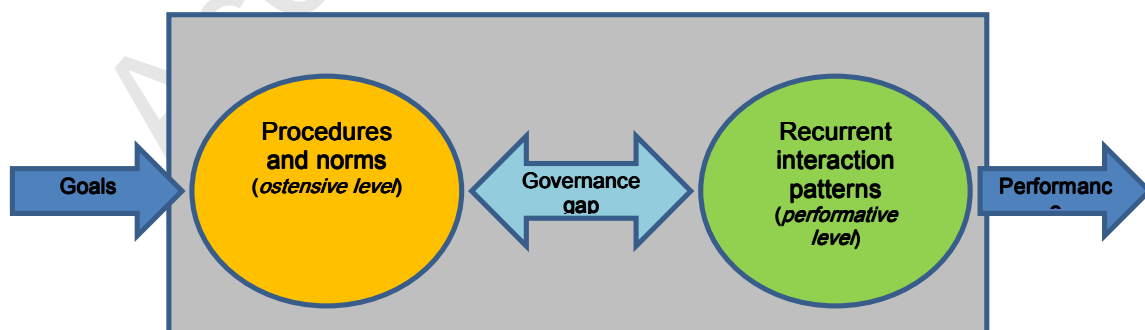 Goals
Procedures
and norms
(ostensive level)
Governance
gap
Recurrent
interaction
patterns
(performative
level)
Performanc